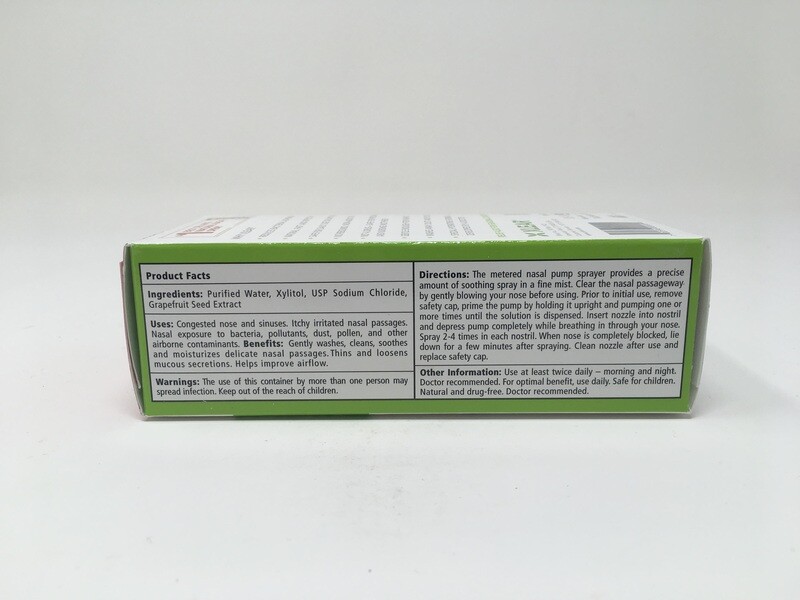 Product Facts
Ingredients: Purified Water, Xylitol, USP Sodium Chloride,
Grapefruit Seed Extract
Uses: Congested nose and sinuses. Itchy irritated nasal passages.
Nasal exposure to bacteria, pollutants, dust, pollen, and other
airborne contaminants. Benefits: Gently washes, cleans, soothes
and moisturizes delicate nasal passages. Thins and loosens
mucous secretions. Helps improve airflow.
Warnings: The use of this container by more than one person may
spread infection. Keep out of the reach of children.
Directions: The metered nasal pump sprayer provides a precise
amount of soothing spray in a fine mist. Clear the nasal passageway
by gently blowing your nose before using. Prior to initial use, remove
safety cap, prime the pump by holding it upright and pumping one or
more times until the solution is dispensed. Insert nozzle into nostril
and depress pump completely while breathing in through your nose.
Spray 2-4 times in each nostril. When nose is completely blocked, lie
down for a few minutes after spraying. Clean nozzle after use and
replace safety cap.
Other Information: Use at least twice daily – morning and night.
Doctor recommended. For optimal benefit, use daily. Safe for children.
Natural and drug-free. Doctor recommended.